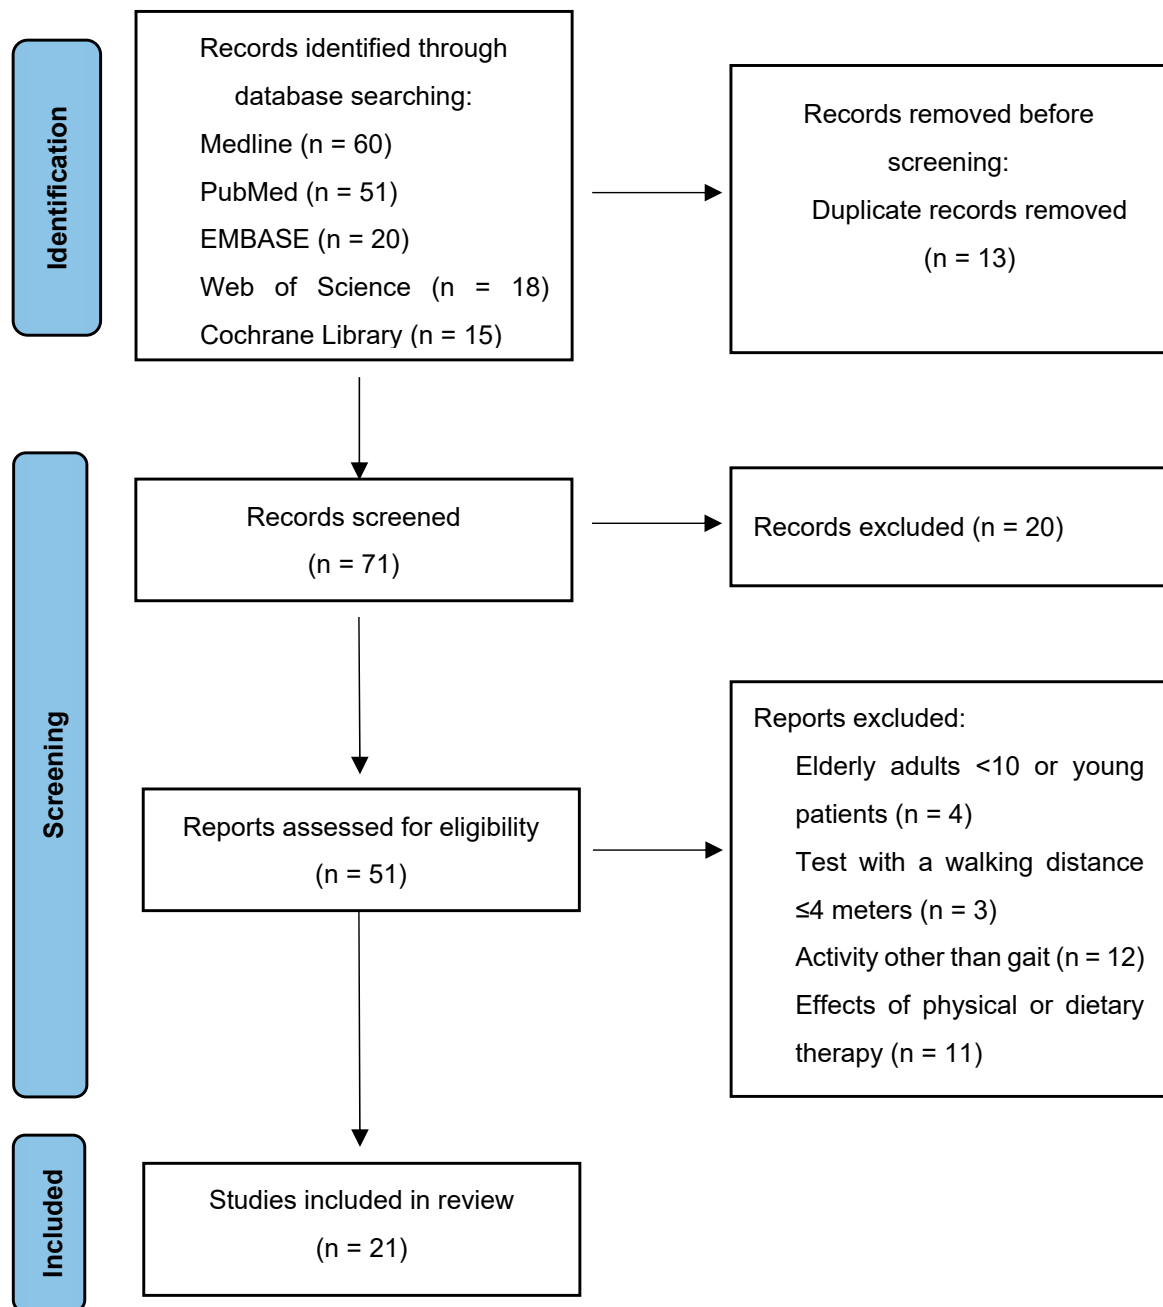 Identification
Records identified through
database searching:
Medline (n = 60)
PubMed (n = 51)
EMBASE (n = 20)
Web of Science (n = 18)
Cochrane Library (n = 15)
Records removed before
screening:
Duplicate records removed
(n = 13)
Screening
Records screened
(n = 71)
Records excluded (n = 20)
Reports assessed for eligibility
(n = 51)
Reports excluded:
Elderly adults <10 or young
patients (n = 4)
Test with a walking distance
≤4 meters (n = 3)
Activity other than gait (n = 12)
Effects of physical or dietary
therapy (n = 11)
Included
Studies included in review
(n = 21)